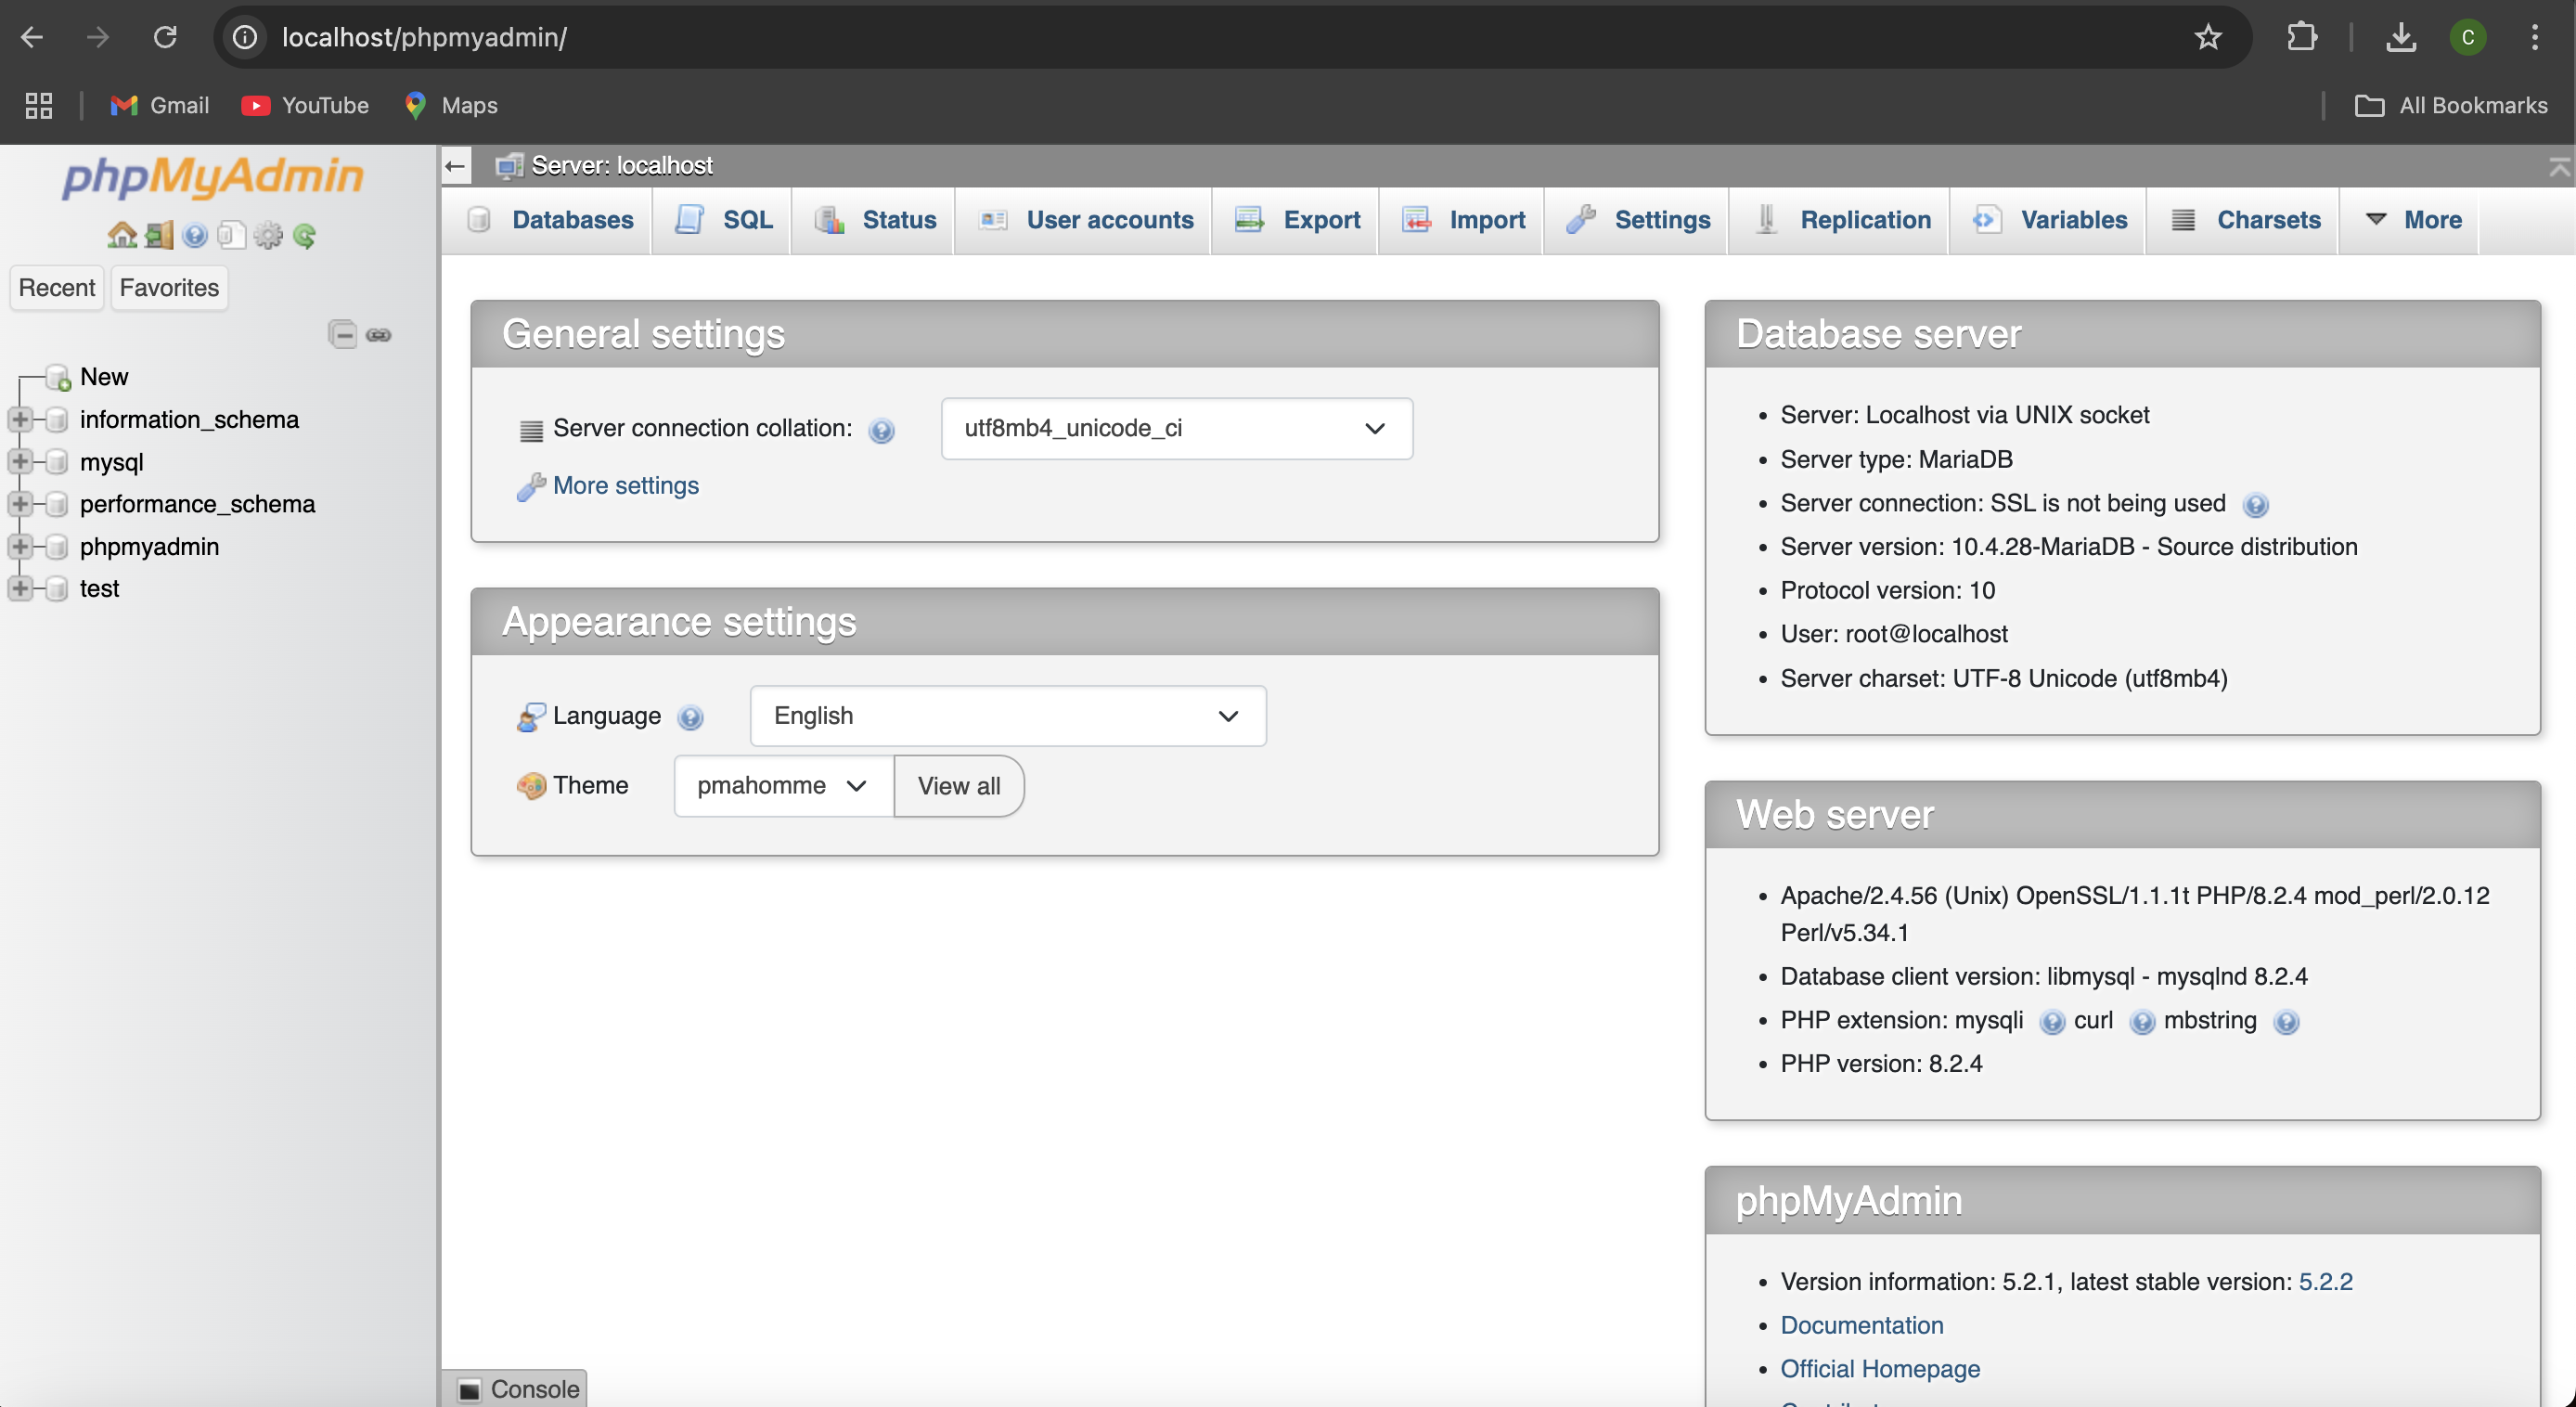 localhost/phpmyadmin/
C
Gmail
YouTube
Maps
All Bookmarks
phpMyAdmin
Recent
Favorites
New
information_schema
mysql
performance_schema
phpmyadmin
test
Server: localhost
Databases
SQL
Status
User accounts
Export
Import
Settings
Replication
Variables
Charsets
More
General settings
Server connection collation:
utf8mb4_unicode_ci
More settings
Appearance settings
Language
English
Theme
pmahomme
View all
Database server
Server: Localhost via UNIX socket
Server type: MariaDB
Server connection: SSL is not being used
Server version: 10.4.28-MariaDB - Source distribution
Protocol version: 10
User: root@localhost
Server charset: UTF-8 Unicode (utf8mb4)
Web server
Apache/2.4.56 (Unix) OpenSSL/1.1.1t PHP/8.2.4 mod_perl/2.0.12
Perl/v5.34.1
Database client version: libmysql - mysqlnd 8.2.4
PHP extension: mysqli curl mbstring
PHP version: 8.2.4
phpMyAdmin
Version information: 5.2.1, latest stable version: 5.2.2
Documentation
Official Homepage
Console